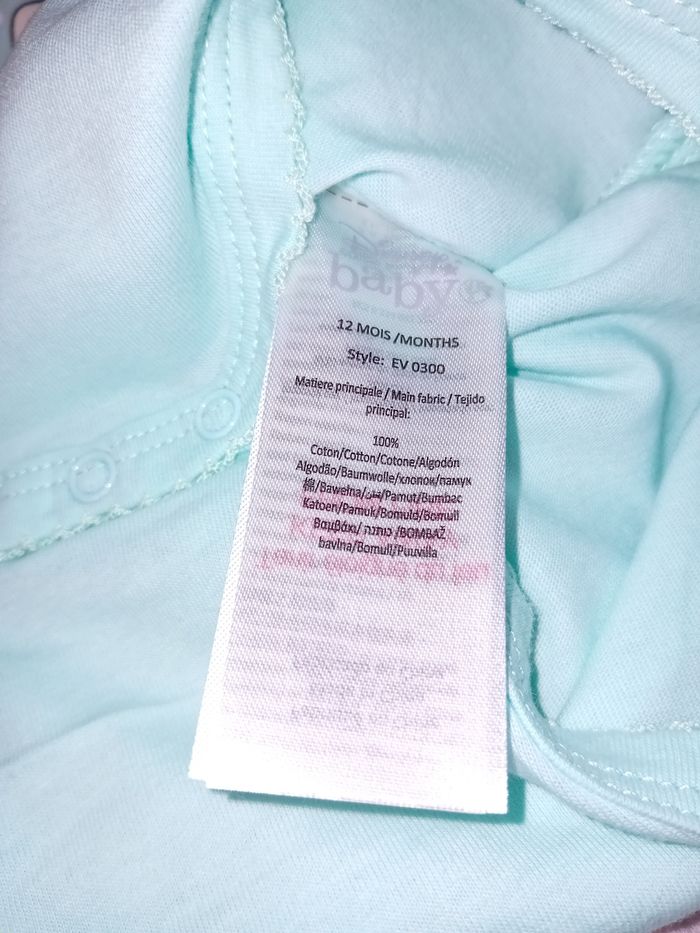 baby
12 MOIS /MONTHS
Style: EV 0300
Matiere principale / Main fabric / Tejido
principal:
100%
Coton/Cotton/Cotone/Algodón
Algodão/Baumwolle/хлопок/памук
棉/Bawełna/قطن/Pamut/Bumbac
Katoen/Pamuk/Bomuld/Bomull
Βαμβάκι/ כותנה /BOMBAŽ
bavlna/Bomull/Puuvilla